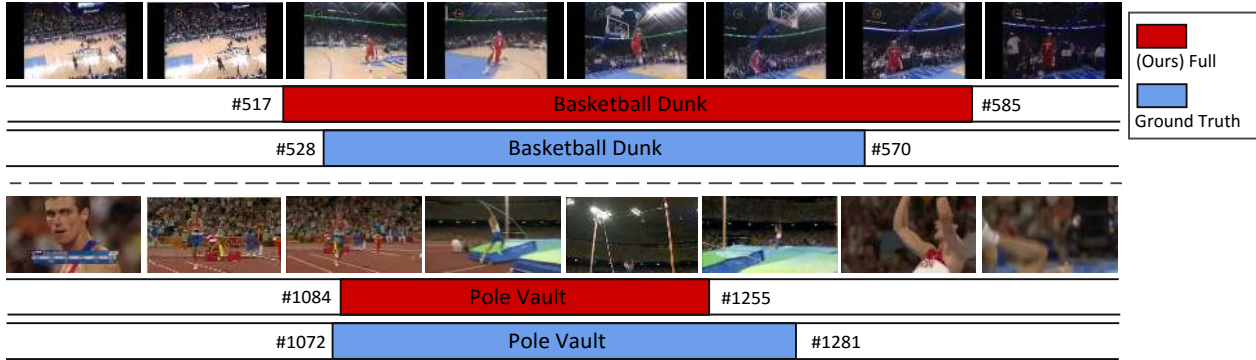 (Ours) Full
Ground Truth
#517 Basketball Dunk #585
#528 Basketball Dunk #570
#1084 Pole Vault #1255
#1072 Pole Vault #1281